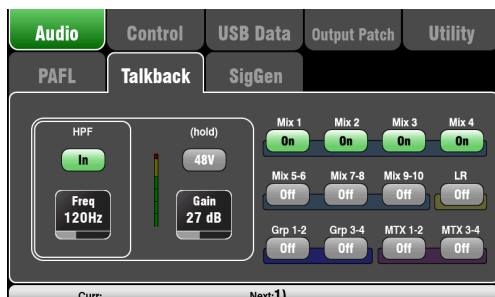 Audio Control USB Data Output Patch Utility
PAFL Talkback SigGen
HPF (hold) Mix 1 Mix 2 Mix 3 Mix 4
In 48V On On On On
Mix 5-6 Mix 7-8 Mix 9-10 LR
Freq Gain Off Off Off Off
120Hz 27 dB
Grp 1-2 Grp 3-4 MTX 1-2 MTX 3-4
Off Off Off Off
Curr: Next:1)